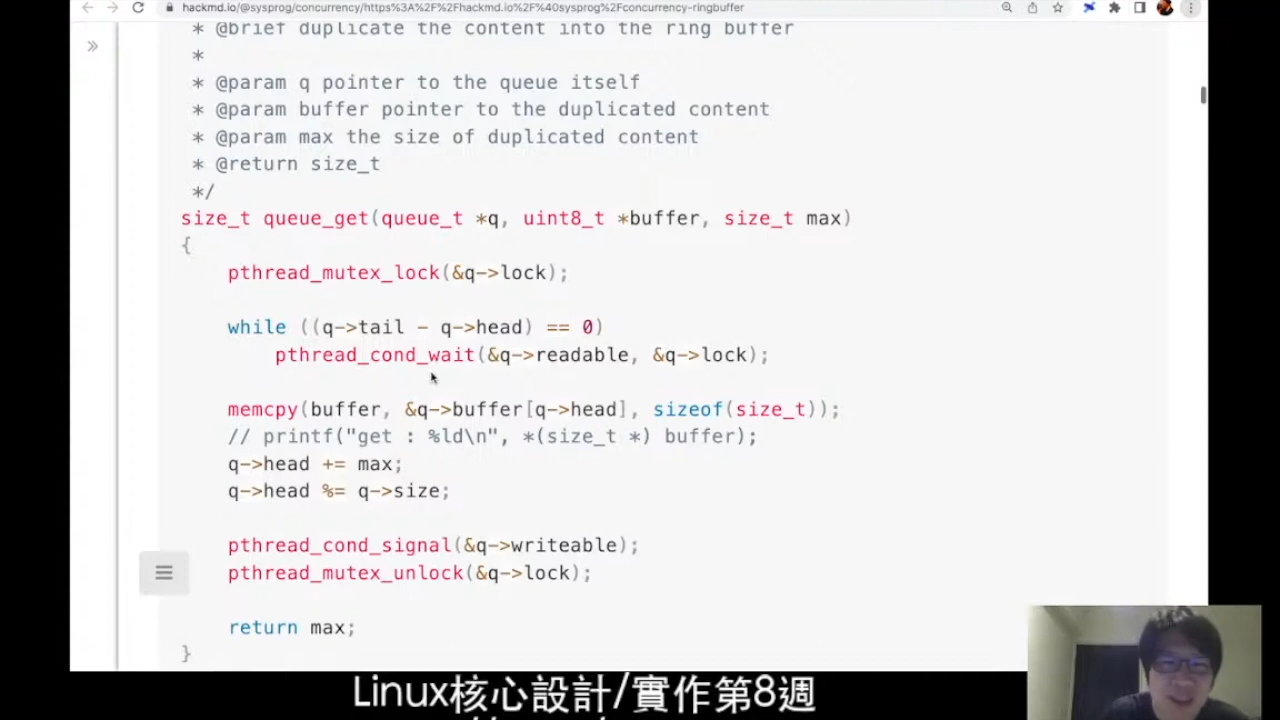 hackmd.io/@sysprog/concurrency/https%3A%2F%2Fhackmd.io%2F%40sysprog%2Fconcurrency-ringbuffer
* @brief duplicate the content into the ring buffer
*
* @param q pointer to the queue itself
* @param buffer pointer to the duplicated content
* @param max the size of duplicated content
* @return size_t
*/
size_t queue_get(queue_t *q, uint8_t *buffer, size_t max)
{
pthread_mutex_lock(&q->lock);
while ((q->tail - q->head) == 0)
pthread_cond_wait(&q->readable, &q->lock);
memcpy(buffer, &q->buffer[q->head], sizeof(size_t));
// printf("get : %ld\n", *(size_t *) buffer);
q->head += max;
q->head %= q->size;
pthread_cond_signal(&q->writeable);
pthread_mutex_unlock(&q->lock);
return max;
}
Linux核心設計/實作第8週